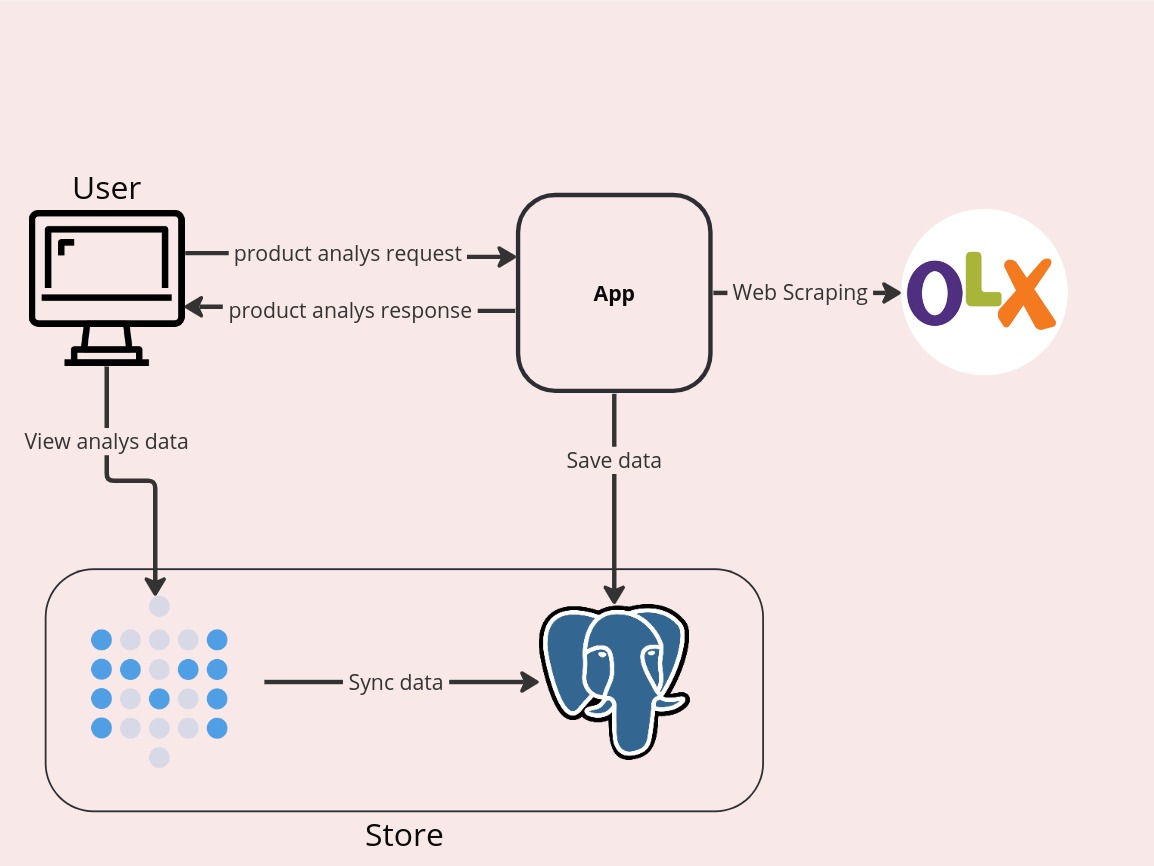 User
product analys request
product analys response
App
Web Scraping
OLX
View analys data
Save data
Sync data
Store